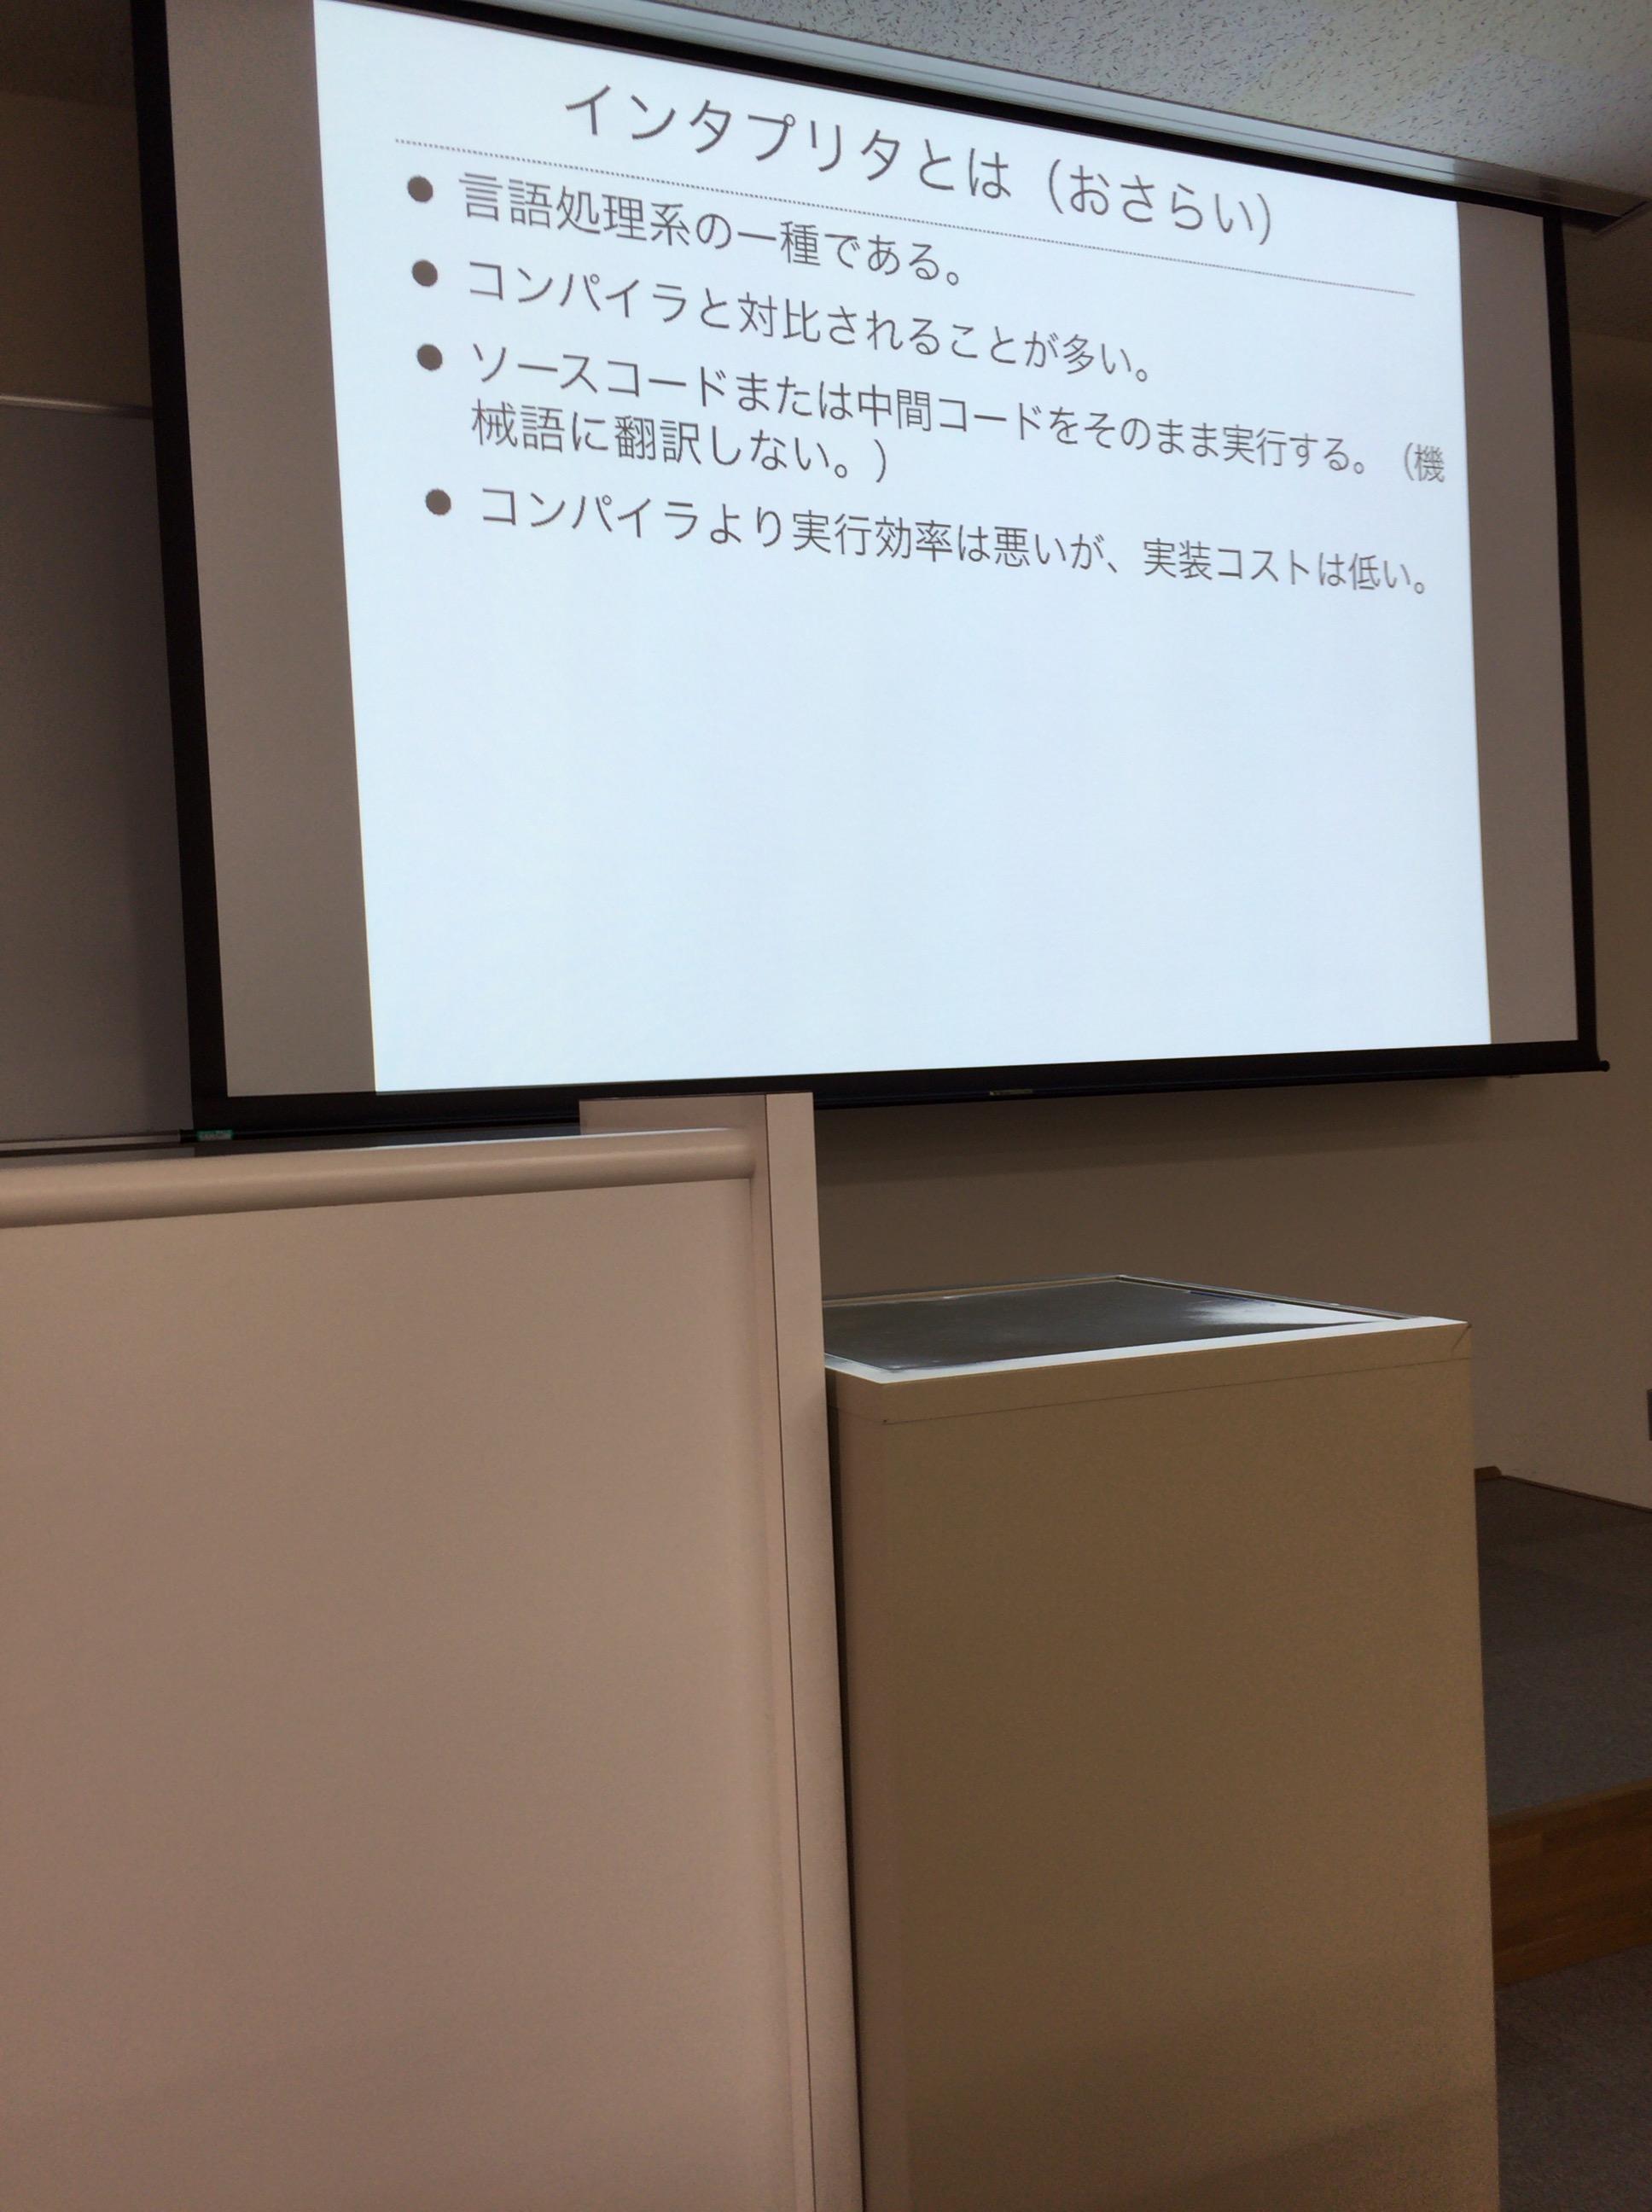 インタプリタとは（おさらい）
● 言語処理系の一種である。
● コンパイラと対比されることが多い。
● ソースコードまたは中間コードをそのまま実行する。（機
械語に翻訳しない。）
● コンパイラより実行効率は悪いが、実装コストは低い。